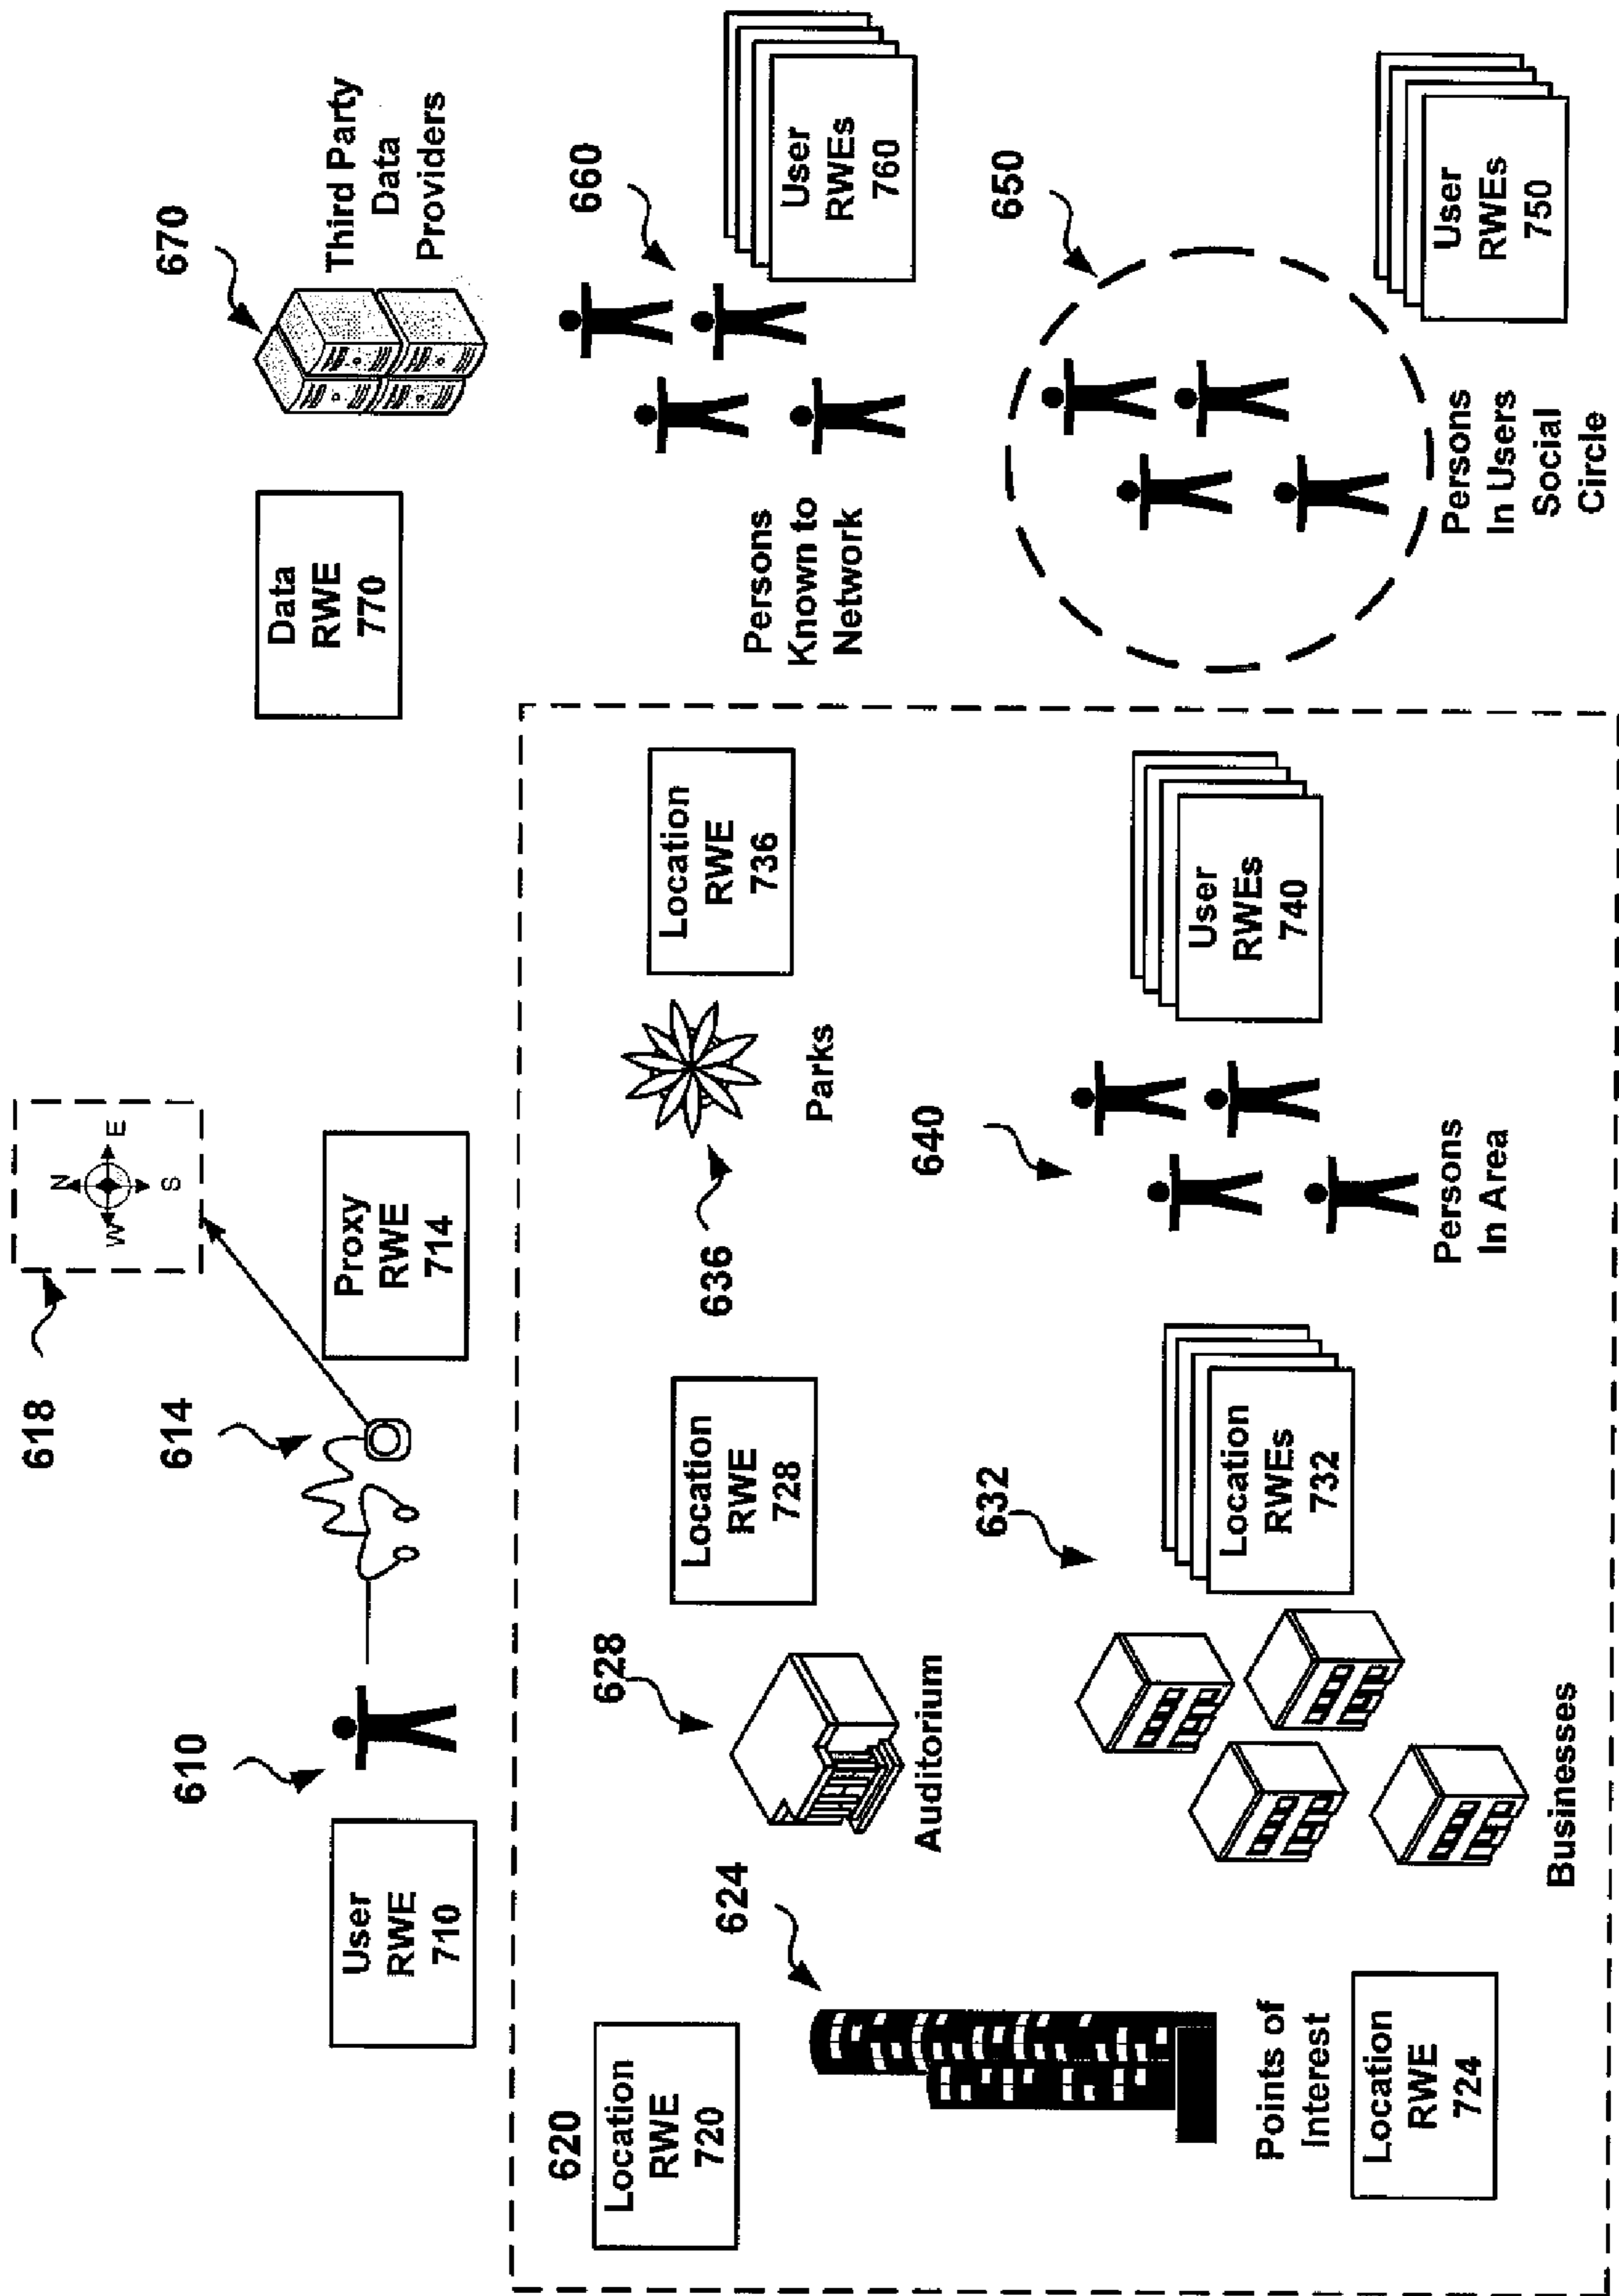 618
N
W
E
S
614
610
User
RWE
710
Proxy
RWE
714
Data
RWE
770
670
Third Party
Data
Providers
620
Location
RWE
720
624
Points of
Interest
Location
RWE
724
628
Auditorium
Location
RWE
728
636
Parks
Location
RWE
736
632
Businesses
Location
RWEs
732
640
Persons
In Area
User
RWEs
740
660
Persons
Known to
Network
User
RWEs
760
650
Persons
In Users
Social
Circle
User
RWEs
750